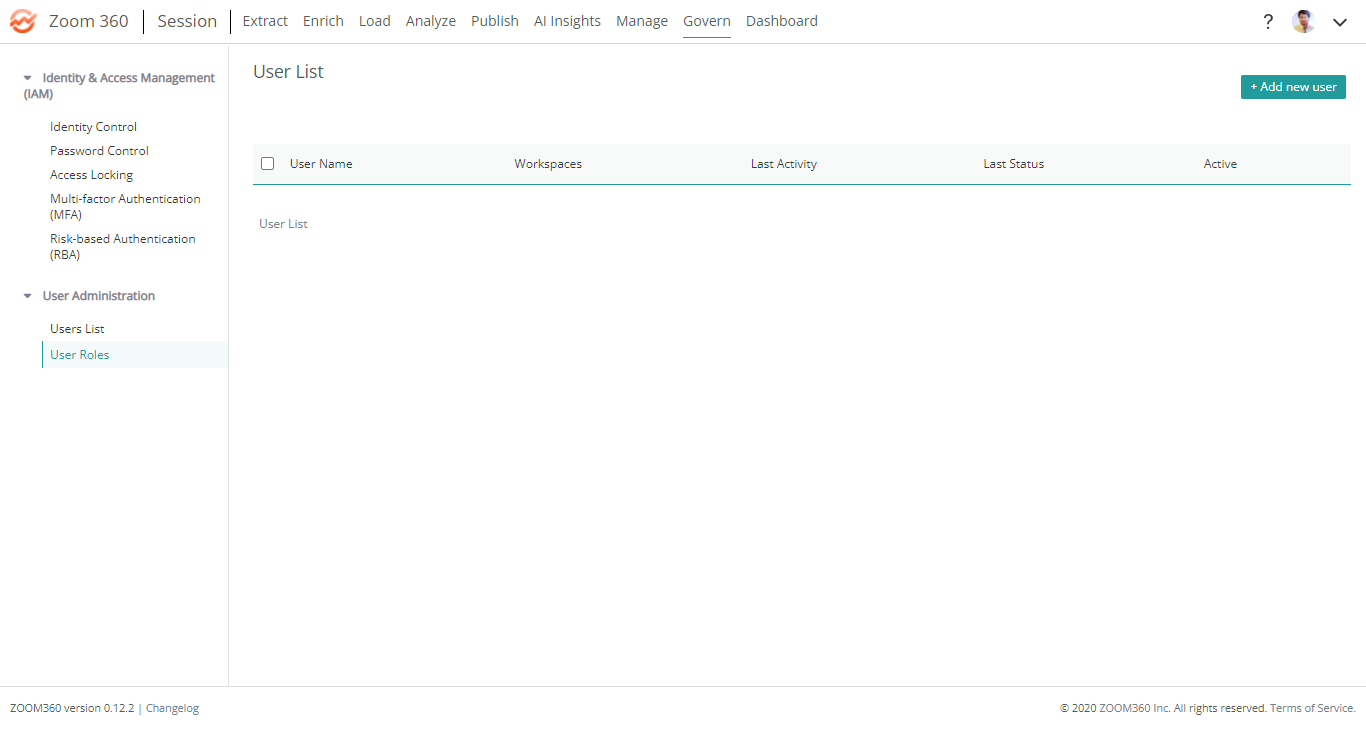 Zoom 360 Session Extract Enrich Load Analyze Publish AI Insights Manage Govern Dashboard ?
Identity & Access Management
(IAM)
Identity Control
Password Control
Access Locking
Multi-factor Authentication
(MFA)
Risk-based Authentication
(RBA)
User Administration
Users List
User Roles
User List
+ Add new user
User Name Workspaces Last Activity Last Status Active
User List
ZOOM360 version 0.12.2 | Changelog
© 2020 ZOOM360 Inc. All rights reserved. Terms of Service.